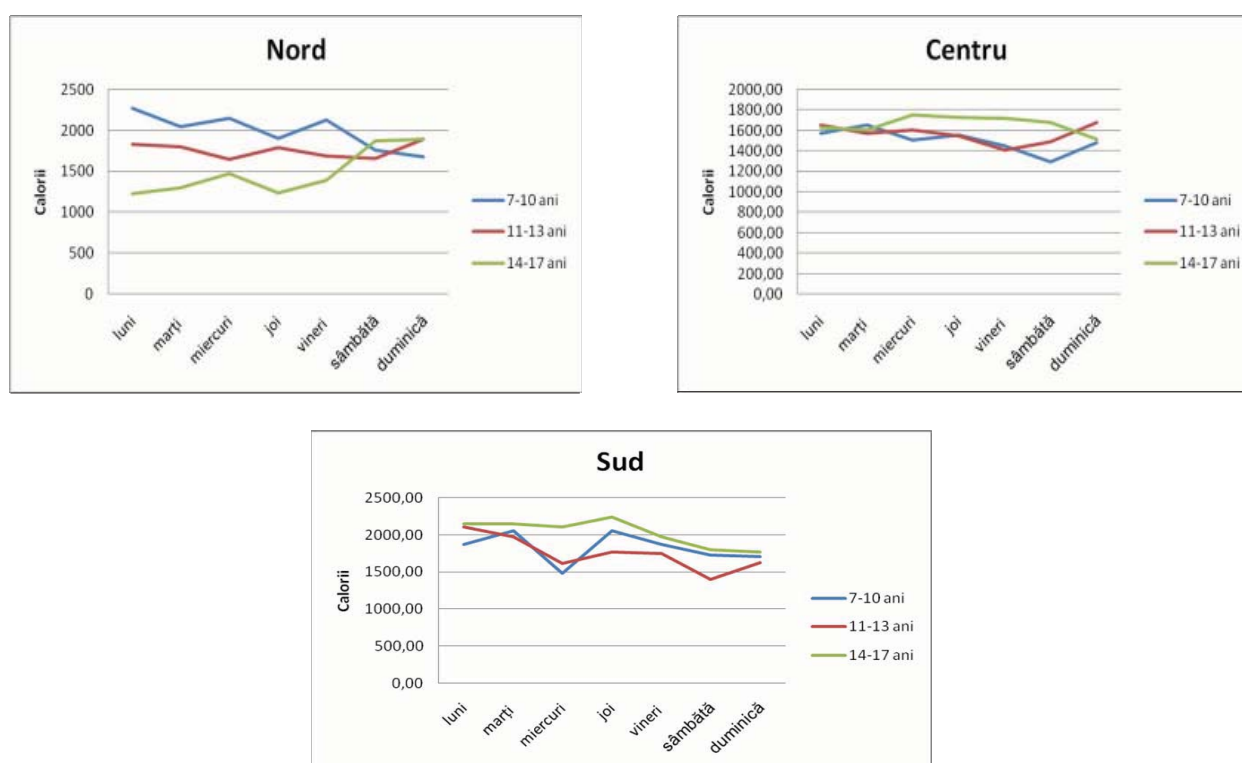 Nord
2500
2000
1500
1000
500
0
Calorii
luni
marți
miercuri
joi
vineri
sâmbătă
duminică
7-10 ani
11-13 ani
14-17 ani
Centru
2000,00
1800,00
1600,00
1400,00
1200,00
1000,00
800,00
600,00
400,00
200,00
0,00
Calorii
luni
marți
miercuri
joi
vineri
sâmbătă
duminică
7-10 ani
11-13 ani
14-17 ani
Sud
2500,00
2000,00
1500,00
1000,00
500,00
0,00
Calorii
luni
marți
miercuri
joi
vineri
sâmbătă
duminică
7-10 ani
11-13 ani
14-17 ani